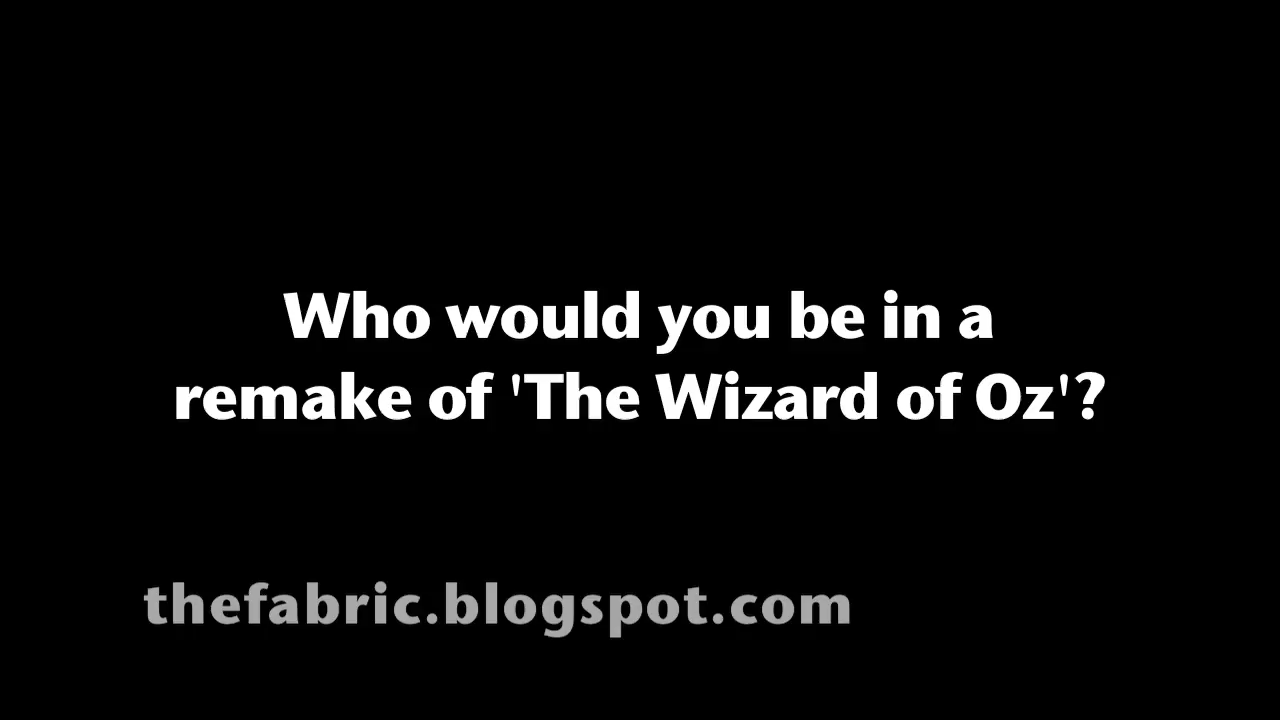 Who would you be in a
remake of 'The Wizard of Oz'?
thefabric.blogspot.com